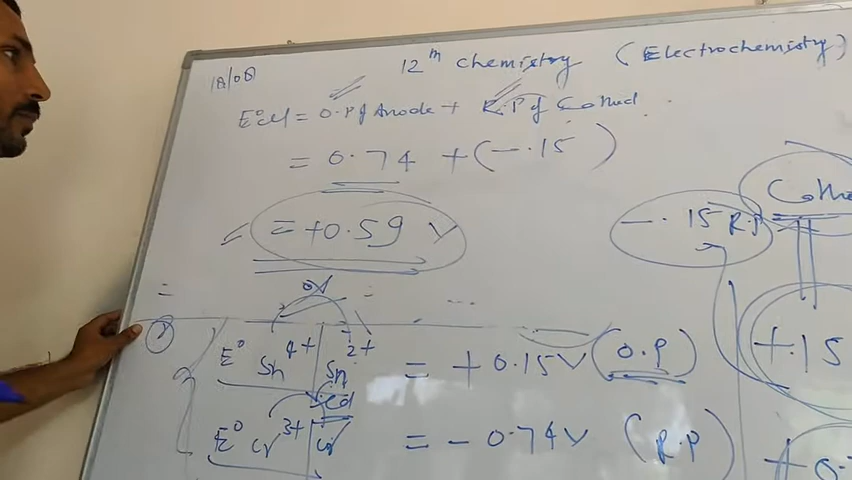 18/08 12th chemistry (Electrochemistry)
E°cell = O.P of Anode + R.P of Cathod
= 0.74 + (-.15)
= +0.59 V
-.15 R.P
=
+.15
E° Sn4+ | Sn2+ = +0.15V (O.P)
E° Cr3+ | Cr = -0.74V (R.P)